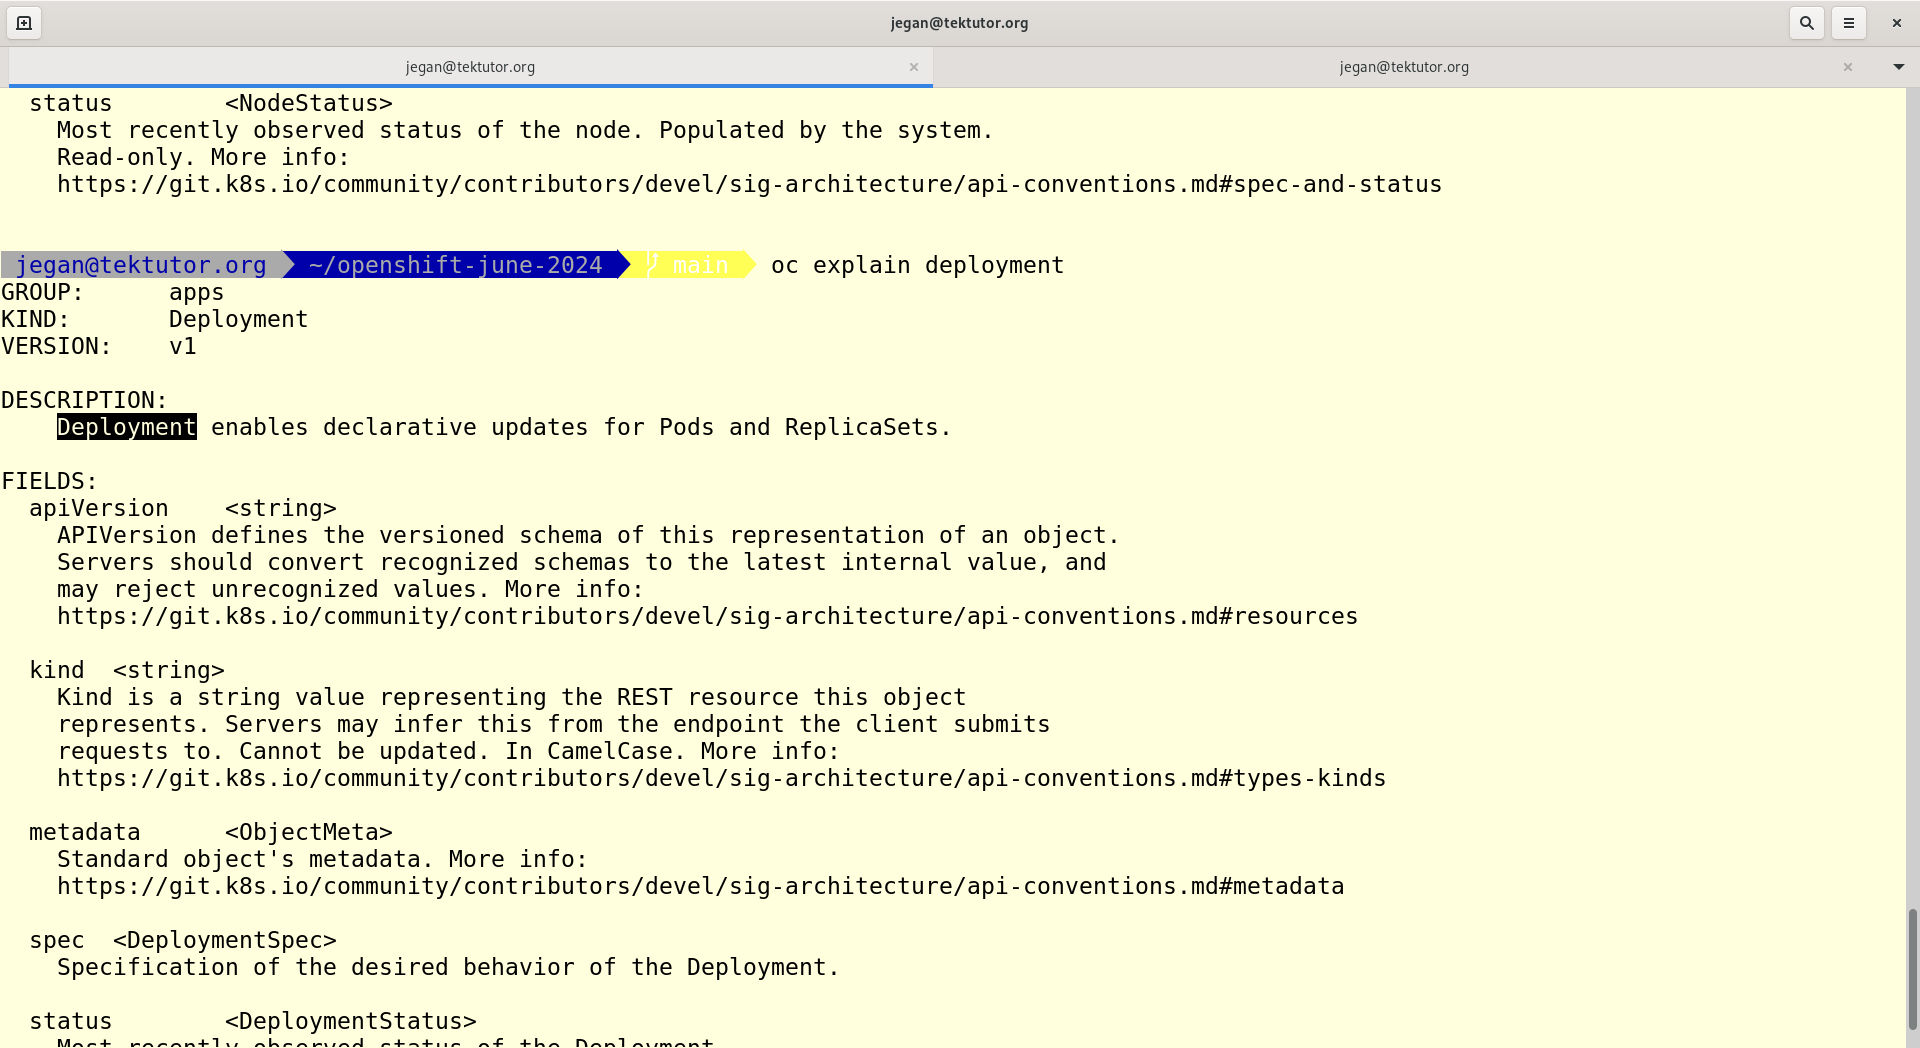 jegan@tektutor.org
jegan@tektutor.org
jegan@tektutor.org
status        <NodeStatus>
Most recently observed status of the node. Populated by the system.
Read-only. More info:
https://git.k8s.io/community/contributors/devel/sig-architecture/api-conventions.md#spec-and-status
jegan@tektutor.org ~/openshift-june-2024 main oc explain deployment
GROUP:      apps
KIND:       Deployment
VERSION:    v1
DESCRIPTION:
Deployment enables declarative updates for Pods and ReplicaSets.
FIELDS:
apiVersion    <string>
APIVersion defines the versioned schema of this representation of an object.
Servers should convert recognized schemas to the latest internal value, and
may reject unrecognized values. More info:
https://git.k8s.io/community/contributors/devel/sig-architecture/api-conventions.md#resources
kind  <string>
Kind is a string value representing the REST resource this object
represents. Servers may infer this from the endpoint the client submits
requests to. Cannot be updated. In CamelCase. More info:
https://git.k8s.io/community/contributors/devel/sig-architecture/api-conventions.md#types-kinds
metadata      <ObjectMeta>
Standard object's metadata. More info:
https://git.k8s.io/community/contributors/devel/sig-architecture/api-conventions.md#metadata
spec  <DeploymentSpec>
Specification of the desired behavior of the Deployment.
status        <DeploymentStatus>
Most recently observed status of the Deployment.